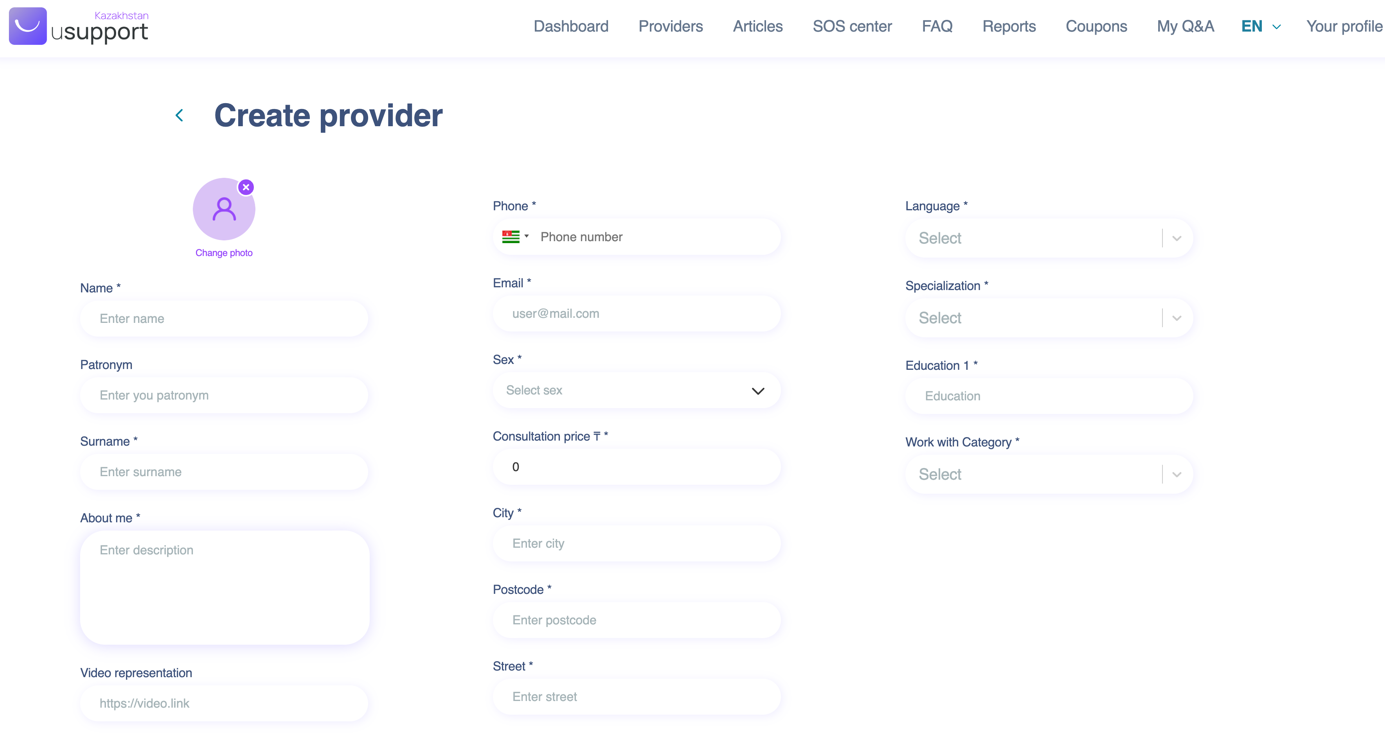 Kazakhstan
usupport
Dashboard Providers Articles SOS center FAQ Reports Coupons My Q&A EN Your profile
Create provider
Change photo
Name *
Enter name
Patronym
Enter you patronym
Surname *
Enter surname
About me *
Enter description
Video representation
https://video.link
Phone *
Phone number
Email *
user@mail.com
Sex *
Select sex
Consultation price ₸ *
0
City *
Enter city
Postcode *
Enter postcode
Street *
Enter street
Language *
Select
Specialization *
Select
Education 1 *
Education
Work with Category *
Select